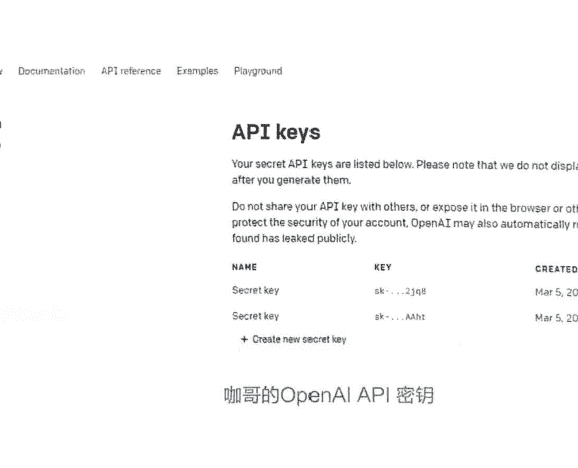 Documentation API reference Examples Playground
API keys
Your secret API keys are listed below. Please note that we do not displa
after you generate them.
Do not share your API key with others, or expose it in the browser or oth
protect the security of your account, OpenAI may also automatically r
found has leaked publicly.
NAME KEY CREATED
Secret key sk-...2jq8 Mar 5, 20
Secret key sk-...AAht Mar 5, 20
+ Create new secret key
咖哥的OpenAI API 密钥